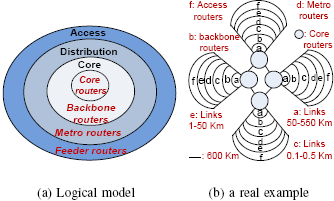 Access
Distribution
Core
Core
routers
Backbone
routers
Metro routers
Feeder routers
(a) Logical model
f: Access
routers
d: Metro
routers
b: backbone
routers
: Core
routers
f
e
d
c
b
a
f e d c b a
a b c d e f
a
b
c
d
e
f
e: Links
1-50 Km
a: Links
50-550 Km
c: Links
0.1-0.5 Km
—: 600 Km
(b) a real example